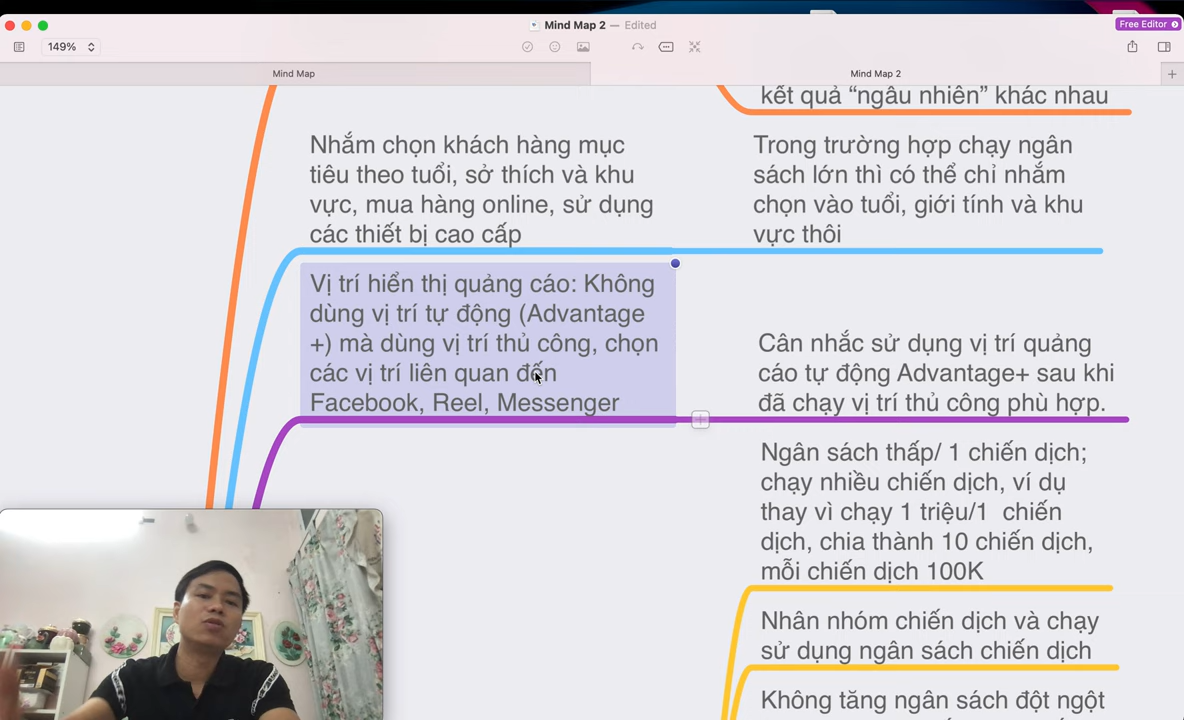 Mind Map 2 — Edited
Free Editor
149%
Mind Map
Mind Map 2
kết quả “ngẫu nhiên” khác nhau
Nhắm chọn khách hàng mục
tiêu theo tuổi, sở thích và khu
vực, mua hàng online, sử dụng
các thiết bị cao cấp
Trong trường hợp chạy ngân
sách lớn thì có thể chỉ nhắm
chọn vào tuổi, giới tính và khu
vực thôi
Vị trí hiển thị quảng cáo: Không
dùng vị trí tự động (Advantage
+) mà dùng vị trí thủ công, chọn
các vị trí liên quan đến
Facebook, Reel, Messenger
Cân nhắc sử dụng vị trí quảng
cáo tự động Advantage+ sau khi
đã chạy vị trí thủ công phù hợp.
Ngân sách thấp/ 1 chiến dịch;
chạy nhiều chiến dịch, ví dụ
thay vì chạy 1 triệu/1 chiến
dịch, chia thành 10 chiến dịch,
mỗi chiến dịch 100K
Nhân nhóm chiến dịch và chạy
sử dụng ngân sách chiến dịch
Không tăng ngân sách đột ngột